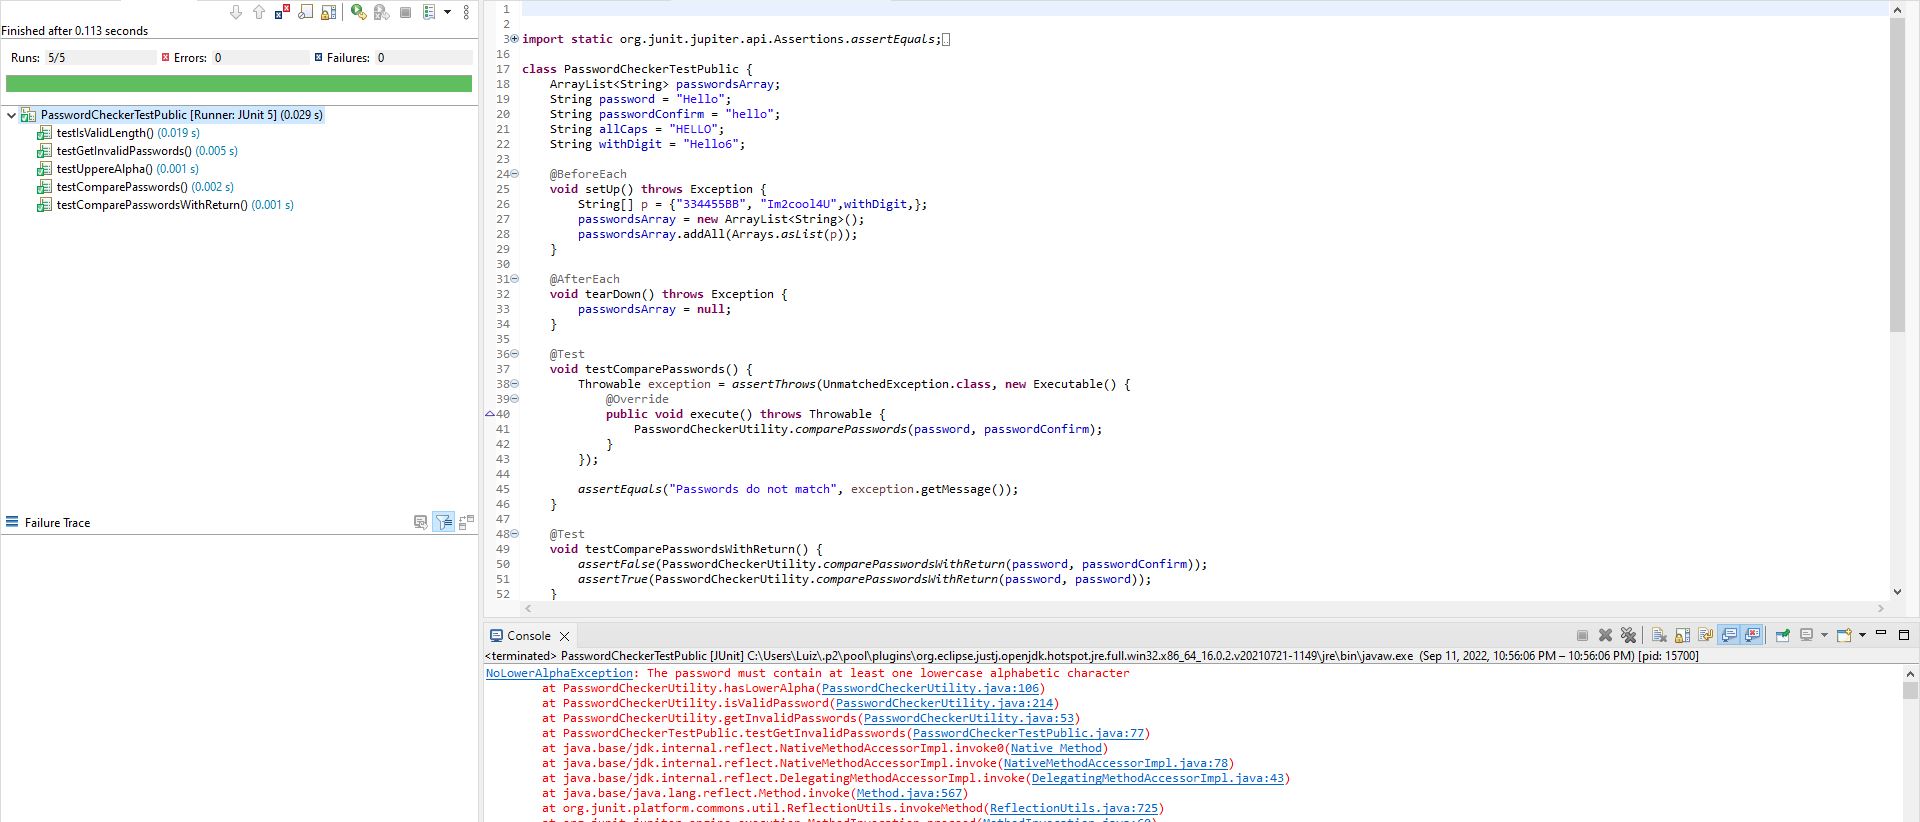 Finished after 0.113 seconds
Runs: 5/5
Errors: 0
Failures: 0
PasswordCheckerTestPublic [Runner: JUnit 5] (0.029 s)
testIsValidLength() (0.019 s)
testGetInvalidPasswords() (0.005 s)
testUppereAlpha() (0.001 s)
testComparePasswords() (0.002 s)
testComparePasswordsWithReturn() (0.001 s)
Failure Trace
1
2
3 import static org.junit.jupiter.api.Assertions.assertEquals;
16
17 class PasswordCheckerTestPublic {
18 ArrayList<String> passwordsArray;
19 String password = "Hello";
20 String passwordConfirm = "hello";
21 String allCaps = "HELLO";
22 String withDigit = "Hello6";
23
24 @BeforeEach
25 void setUp() throws Exception {
26 String[] p = {"334455BB", "Im2cool4U",withDigit,};
27 passwordsArray = new ArrayList<String>();
28 passwordsArray.addAll(Arrays.asList(p));
29 }
30
31 @AfterEach
32 void tearDown() throws Exception {
33 passwordsArray = null;
34 }
35
36 @Test
37 void testComparePasswords() {
38 Throwable exception = assertThrows(UnmatchedException.class, new Executable() {
39 @Override
40 public void execute() throws Throwable {
41 PasswordCheckerUtility.comparePasswords(password, passwordConfirm);
42 }
43 });
44
45 assertEquals("Passwords do not match", exception.getMessage());
46 }
47
48 @Test
49 void testComparePasswordsWithReturn() {
50 assertFalse(PasswordCheckerUtility.comparePasswordsWithReturn(password, passwordConfirm));
51 assertTrue(PasswordCheckerUtility.comparePasswordsWithReturn(password, password));
52 }
Console
<terminated> PasswordCheckerTestPublic [JUnit] C:\Users\Luiz\.p2\pool\plugins\org.eclipse.justj.openjdk.hotspot.jre.full.win32.x86_64_16.0.2.v20210721-1149\jre\bin\javaw.exe (Sep 11, 2022, 10:56:06 PM – 10:56:06 PM) [pid: 15700]
NoLowerAlphaException: The password must contain at least one lowercase alphabetic character
at PasswordCheckerUtility.hasLowerAlpha(PasswordCheckerUtility.java:106)
at PasswordCheckerUtility.isValidPassword(PasswordCheckerUtility.java:214)
at PasswordCheckerUtility.getInvalidPasswords(PasswordCheckerUtility.java:53)
at PasswordCheckerTestPublic.testGetInvalidPasswords(PasswordCheckerTestPublic.java:77)
at java.base/jdk.internal.reflect.NativeMethodAccessorImpl.invoke0(Native Method)
at java.base/jdk.internal.reflect.NativeMethodAccessorImpl.invoke(NativeMethodAccessorImpl.java:78)
at java.base/jdk.internal.reflect.DelegatingMethodAccessorImpl.invoke(DelegatingMethodAccessorImpl.java:43)
at java.base/java.lang.reflect.Method.invoke(Method.java:567)
at org.junit.platform.commons.util.ReflectionUtils.invokeMethod(ReflectionUtils.java:725)